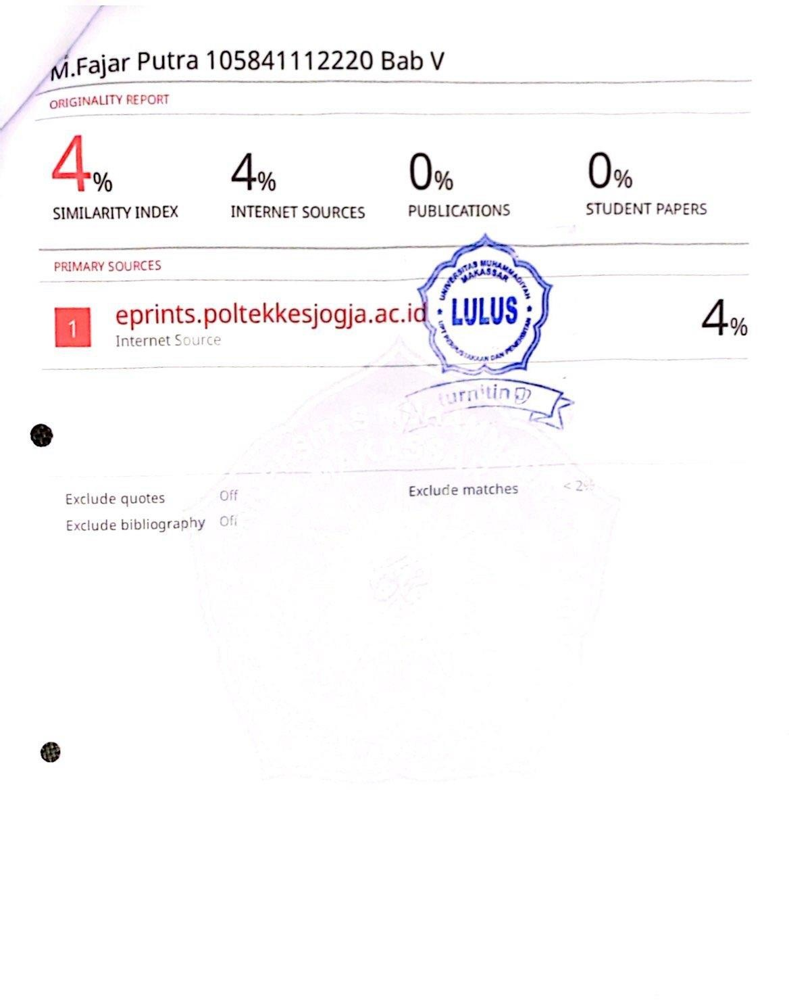 M.Fajar Putra 105841112220 Bab V
ORIGINALITY REPORT
4% 4% 0% 0%
SIMILARITY INDEX INTERNET SOURCES PUBLICATIONS STUDENT PAPERS
PRIMARY SOURCES
UNIVERSITAS MUHAMMADIYAH
MAKASSAR
1 eprints.poltekkesjogja.ac.id 4%
LULUS
Internet Source
UPT PERPUSTAKAAN DAN PENERBITAN
turnitin
Exclude quotes Off Exclude matches < 2%
Exclude bibliography Off